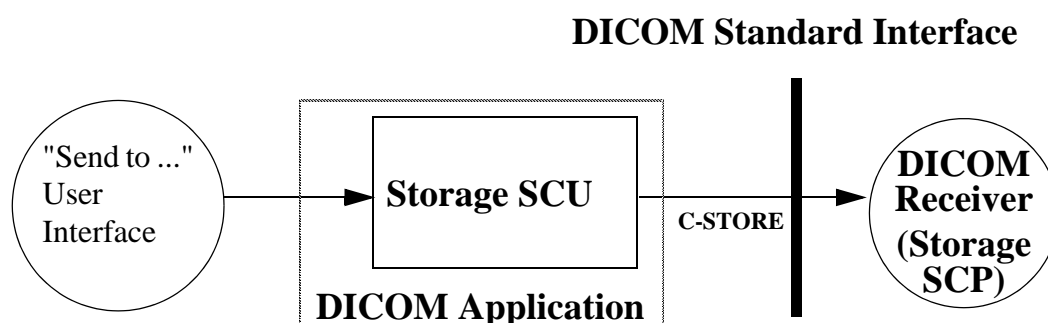 DICOM Standard Interface
"Send to ..."
User
Interface
Storage SCU
C-STORE
DICOM
Receiver
(Storage
SCP)
DICOM Application